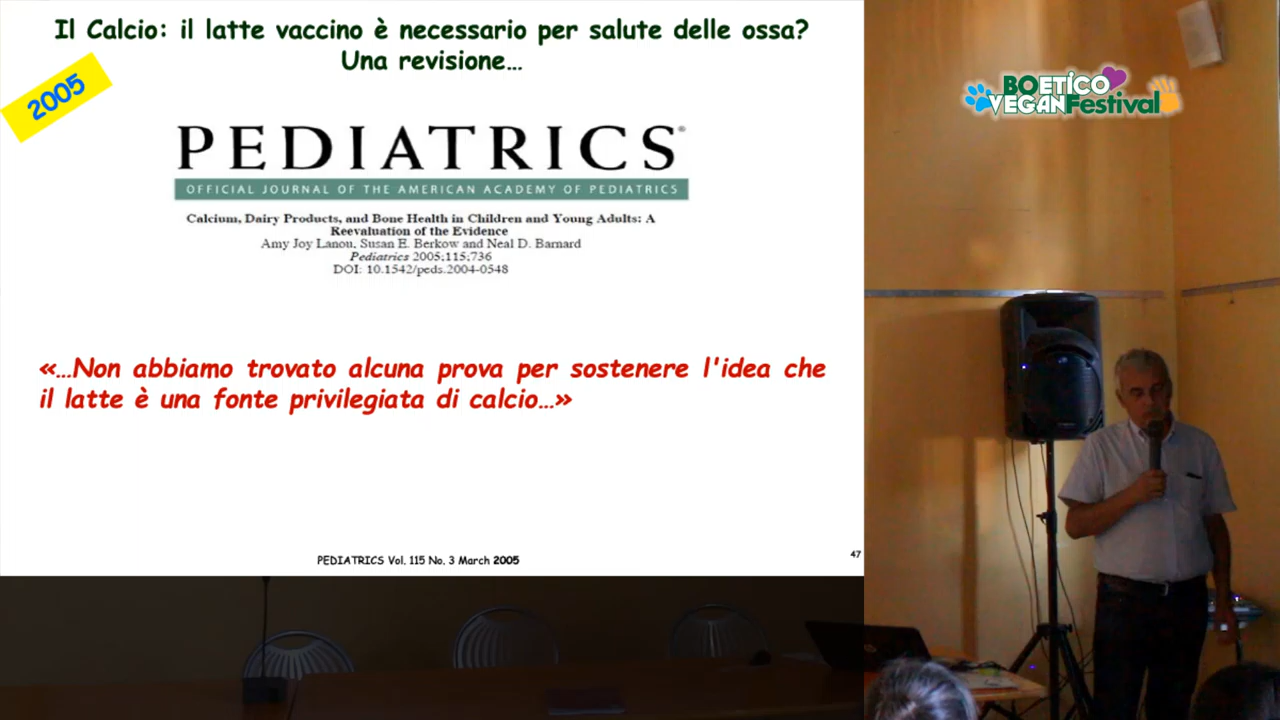 Il Calcio: il latte vaccino è necessario per salute delle ossa?
Una revisione...
2005
PEDIATRICS®
OFFICIAL JOURNAL OF THE AMERICAN ACADEMY OF PEDIATRICS
Calcium, Dairy Products, and Bone Health in Children and Young Adults: A
Reevaluation of the Evidence
Amy Joy Lanou, Susan E. Berkow and Neal D. Barnard
Pediatrics 2005;115;736
DOI: 10.1542/peds.2004-0548
«...Non abbiamo trovato alcuna prova per sostenere l'idea che
il latte è una fonte privilegiata di calcio...»
PEDIATRICS Vol. 115 No. 3 March 2005
47
BOETICO
VEGANFestival